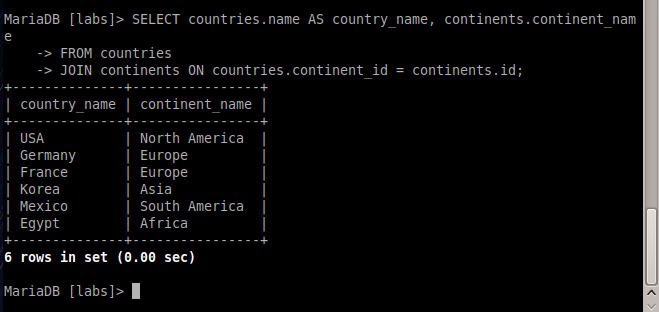 MariaDB [labs]> SELECT countries.name AS country_name, continents.continent_nam
e
    -> FROM countries
    -> JOIN continents ON countries.continent_id = continents.id;
+--------------+----------------+
| country_name | continent_name |
+--------------+----------------+
| USA          | North America  |
| Germany      | Europe         |
| France       | Europe         |
| Korea        | Asia           |
| Mexico       | South America  |
| Egypt        | Africa         |
+--------------+----------------+
6 rows in set (0.00 sec)
MariaDB [labs]>